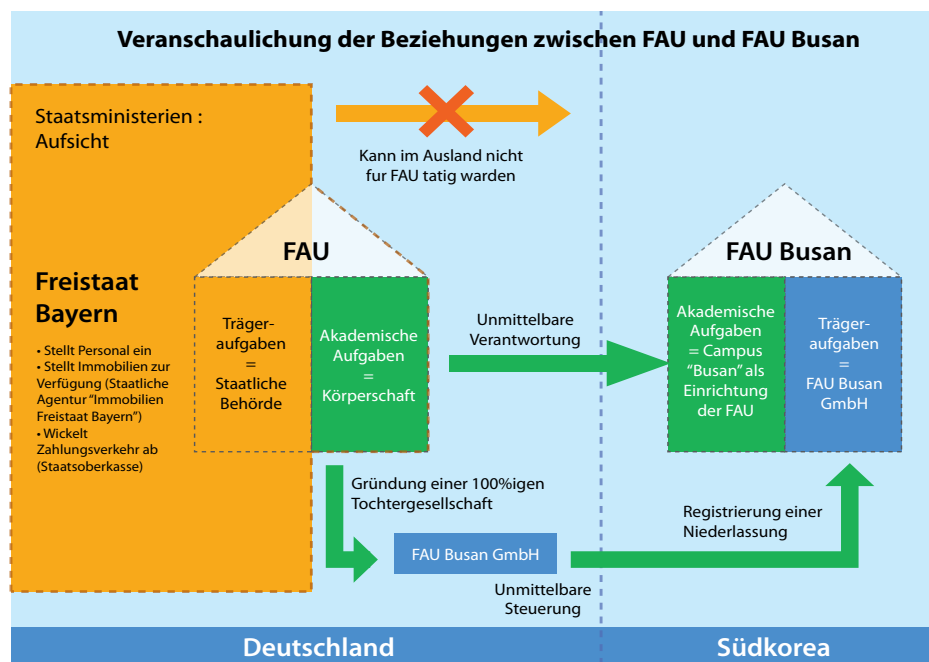 Veranschaulichung der Beziehungen zwischen FAU und FAU Busan
Staatsministerien :
Aufsicht
Kann im Ausland nicht
fur FAU tatig warden
Freistaat
Bayern
• Stellt Personal ein
• Stellt Immobilien zur
Verfügung (Staatliche
Agentur “Immobilien
Freistaat Bayern”)
• Wickelt
Zahlungsverkehr ab
(Staatsoberkasse)
FAU
Träger-
aufgaben
=
Staatliche
Behörde
Akademische
Aufgaben
=
Körperschaft
Unmittelbare
Verantwortung
FAU Busan
Akademische
Aufgaben
= Campus
“Busan” als
Einrichtung
der FAU
Träger-
aufgaben
=
FAU Busan
GmbH
Gründung einer 100%igen
Tochtergesellschaft
FAU Busan GmbH
Unmittelbare
Steuerung
Registrierung einer
Niederlassung
Deutschland
Südkorea